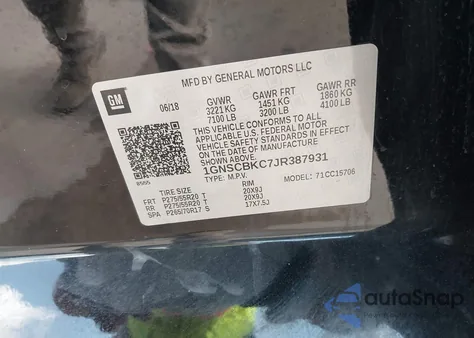 MFD BY GENERAL MOTORS LLC
GM
06/18
GVWR GAWR FRT GAWR RR
3221 KG 1451 KG 1860 KG
7100 LB 3200 LB 4100 LB
THIS VEHICLE CONFORMS TO ALL
APPLICABLE U.S. FEDERAL MOTOR
VEHICLE SAFETY STANDARDS IN
EFFECT ON THE DATE OF MANUFACTURE
SHOWN ABOVE.
1GNSCBKC7JR387931
TYPE: M.P.V. MODEL: 71CC15706
TIRE SIZE RIM
FRT P275/55R20 T 20X9J
RR P275/55R20 T 20X9J
SPA P265/70R17 S 17X7.5J
autoSnap